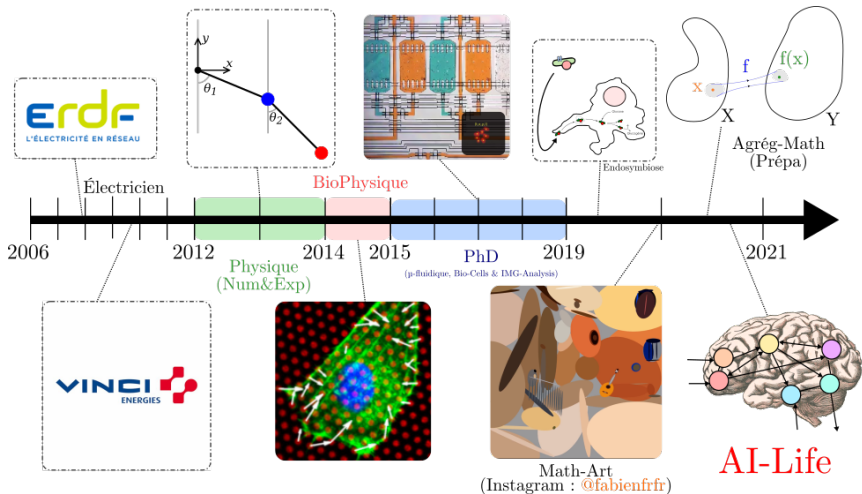 erdf
L'ÉLECTRICITÉ EN RÉSEAU
y
x
θ1
θ2
f
f(x)
x
X
Y
Agrég-Math
(Prépa)
Endosymbiose
Électricien
BioPhysique
2006
2012
2014
2015
2019
2021
Physique
(Num&Exp)
PhD
(µ-fluidique, Bio-Cells & IMG-Analysis)
VINCI
ENERGIES
Math-Art
(Instagram : @fabienfrfr)
AI-Life